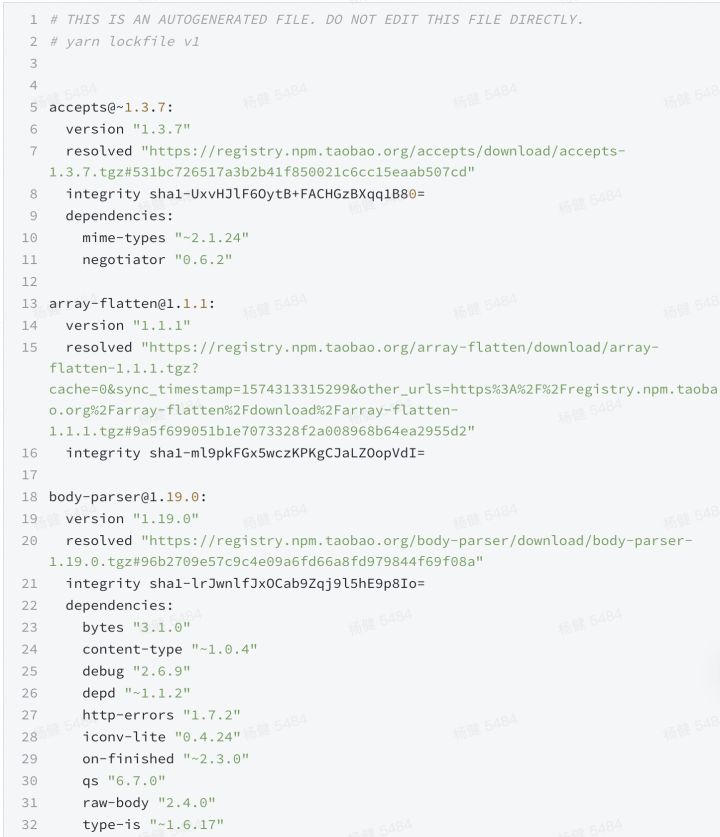 1 # THIS IS AN AUTOGENERATED FILE. DO NOT EDIT THIS FILE DIRECTLY.
2 # yarn lockfile v1
3
4
5 accepts@~1.3.7:
6 version "1.3.7"
7 resolved "https://registry.npm.taobao.org/accepts/download/accepts-
1.3.7.tgz#531bc726517a3b2b41f850021c6cc15eaab507cd"
8 integrity sha1-UxvHJlF6OytB+FACHGzBXqq1B80=
9 dependencies:
10 mime-types "~2.1.24"
11 negotiator "0.6.2"
12
13 array-flatten@1.1.1:
14 version "1.1.1"
15 resolved "https://registry.npm.taobao.org/array-flatten/download/array-
flatten-1.1.1.tgz?
cache=0&sync_timestamp=1574313315299&other_urls=https%3A%2F%2Fregistry.npm.taoba
o.org%2Farray-flatten%2Fdownload%2Farray-flatten-
1.1.1.tgz#9a5f699051b1e7073328f2a008968b64ea2955d2"
16 integrity sha1-ml9pkFGx5wczKPKgCJaLZOopVdI=
17
18 body-parser@1.19.0:
19 version "1.19.0"
20 resolved "https://registry.npm.taobao.org/body-parser/download/body-parser-
1.19.0.tgz#96b2709e57c9c4e09a6fd66a8fd979844f69f08a"
21 integrity sha1-lrJwnlfJxOCab9Zqj9l5hE9p8Io=
22 dependencies:
23 bytes "3.1.0"
24 content-type "~1.0.4"
25 debug "2.6.9"
26 depd "~1.1.2"
27 http-errors "1.7.2"
28 iconv-lite "0.4.24"
29 on-finished "~2.3.0"
30 qs "6.7.0"
31 raw-body "2.4.0"
32 type-is "~1.6.17"
杨健 5484